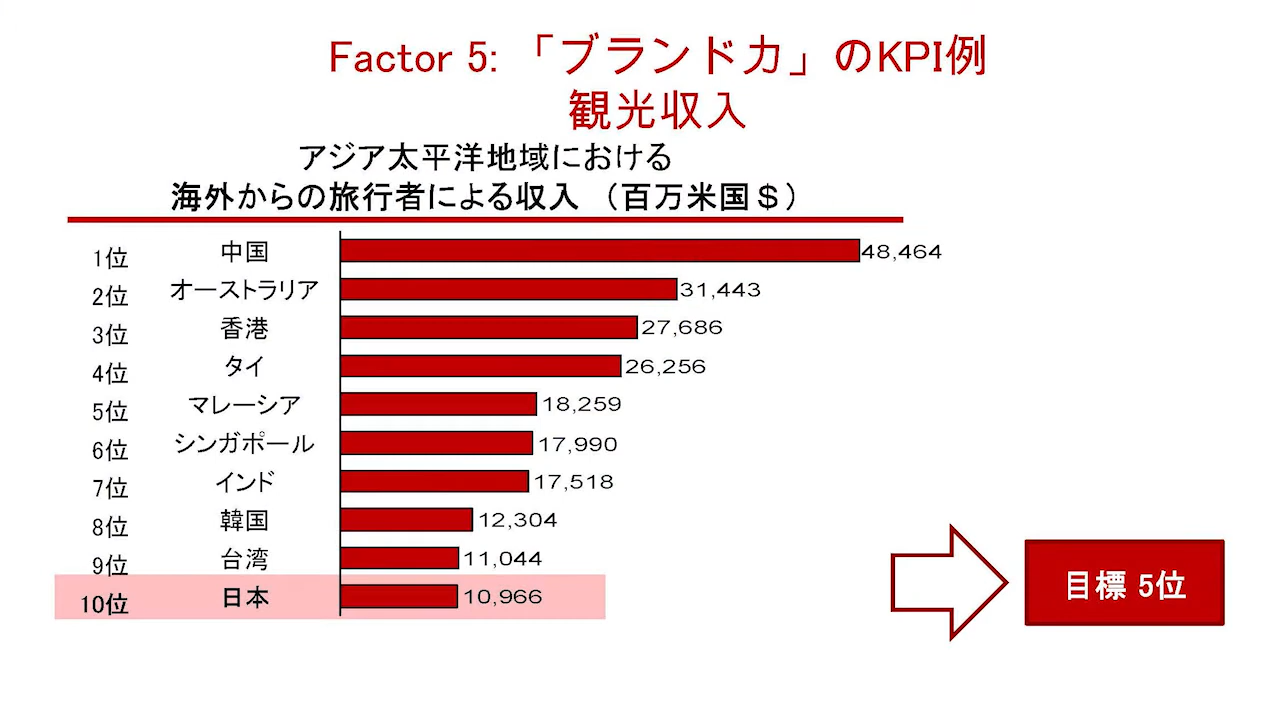 Factor 5: 「ブランド力」のKPI例
観光収入
アジア太平洋地域における
海外からの旅行者による収入 （百万米国＄）
1位 中国 48,464
2位 オーストラリア 31,443
3位 香港 27,686
4位 タイ 26,256
5位 マレーシア 18,259
6位 シンガポール 17,990
7位 インド 17,518
8位 韓国 12,304
9位 台湾 11,044
10位 日本 10,966
目標 5位